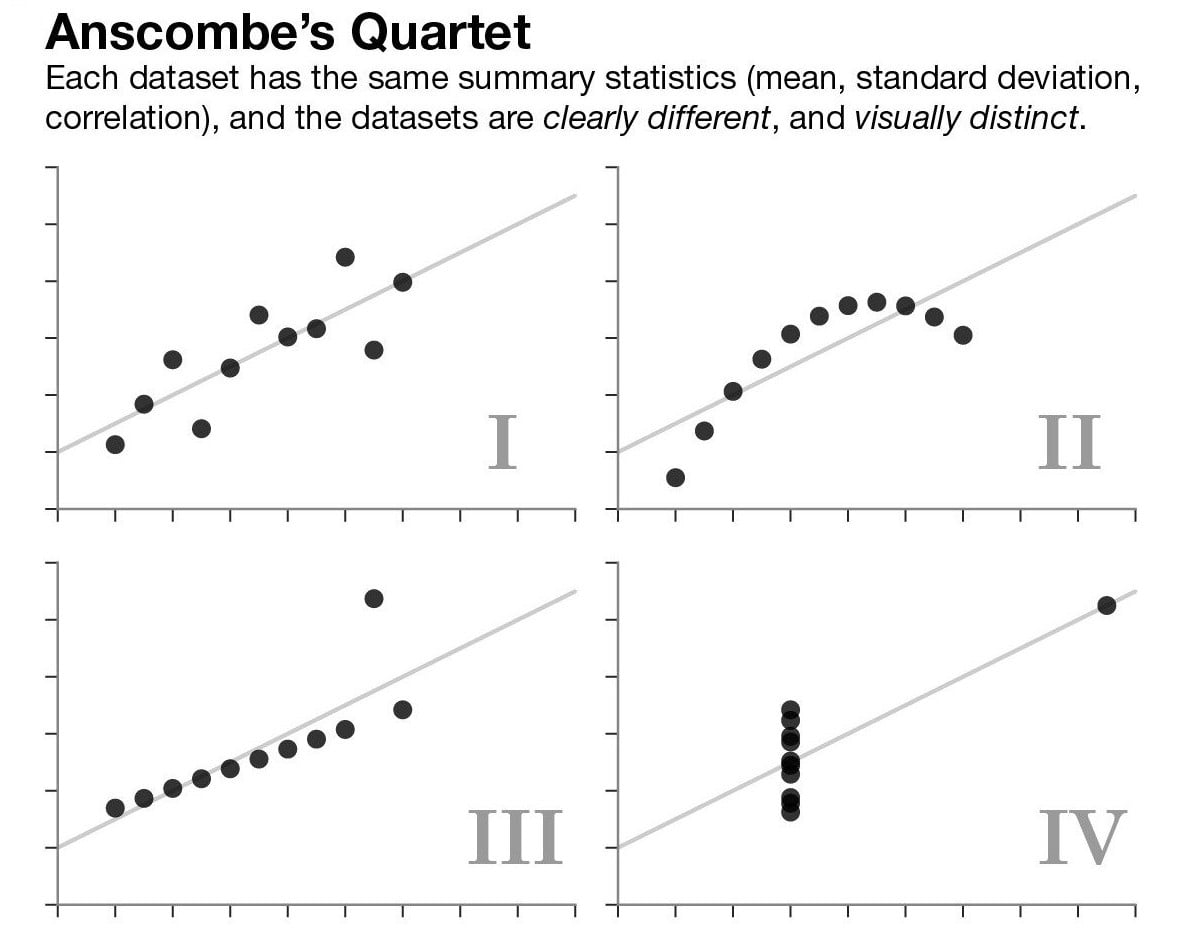 Anscombe’s Quartet
Each dataset has the same summary statistics (mean, standard deviation,
correlation), and the datasets are clearly different, and visually distinct.
I
II
III
IV